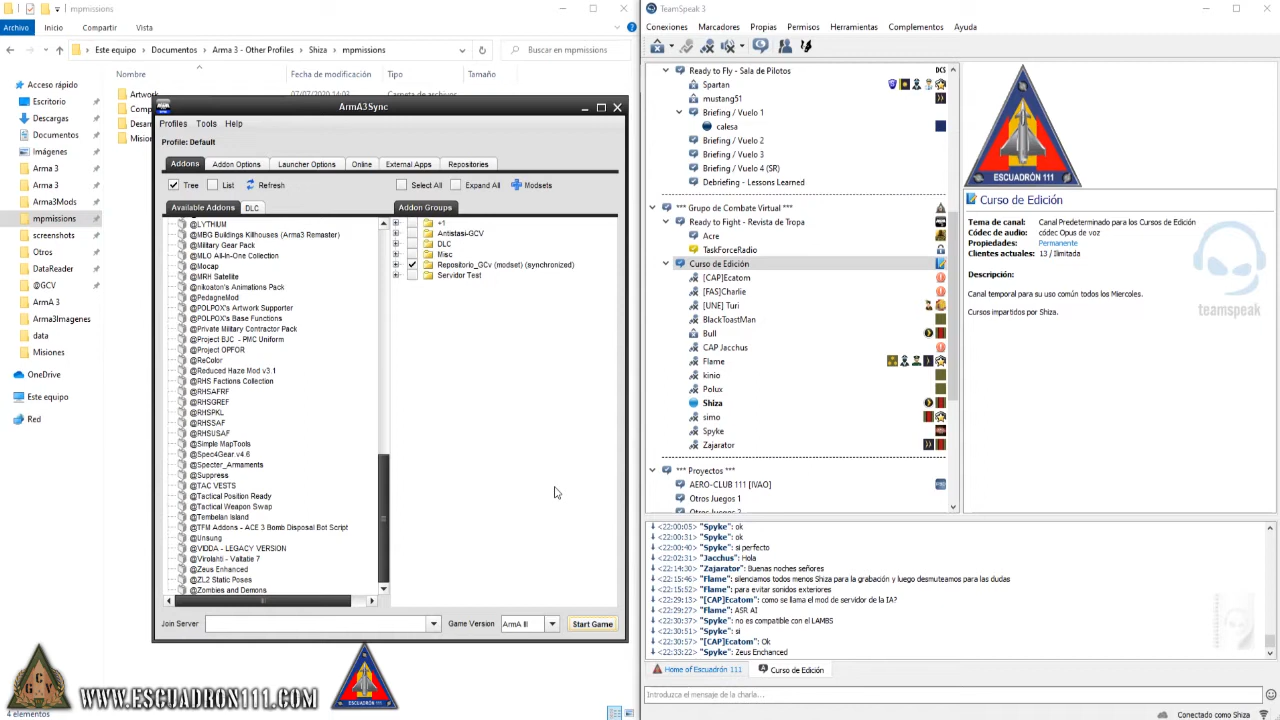 mpmissions
Archivo Inicio Compartir Vista
Este equipo Documentos Arma 3 - Other Profiles Shiza mpmissions
Buscar en mpmissions
Nombre Fecha de modificación Tipo Tamaño
Acceso rápido
Escritorio
Descargas
Documentos
Imágenes
Arma 3
Arma 3
Arma3Mods
mpmissions
screenshots
Otros
DataReader
@GCV
ArmA 3
Arma3Imagenes
data
Misiones
OneDrive
Este equipo
Red
4 elementos
ArmA3Sync
Profiles Tools Help
Profile: Default
Addons Addon Options Launcher Options Online External Apps Repositories
Tree List Refresh
Select All Expand All Modsets
Available Addons DLC
Addon Groups
@LYTHIUM
@MBG Buildings Killhouses (Arma3 Remaster)
@Military Gear Pack
@MLO All-in-One Collection
@Mocap
@MRH Satellite
@nikoaton's Animations Pack
@PedagneMod
@POLPOX's Artwork Supporter
@POLPOX's Base Functions
@Private Military Contractor Pack
@Project BJC - PMC Uniform
@Project OPFOR
@ReColor
@Reduced Haze Mod v3.1
@RHS Factions Collection
@RHSAFRF
@RHSGREF
@RHSPKL
@RHSSAF
@RHSUSAF
@Simple MapTools
@Spec4Gear.v4.6
@Specter_Armaments
@Suppress
@TAC VESTS
@Tactical Position Ready
@Tactical Weapon Swap
@Tembelan Island
@TFM Addons - ACE 3 Bomb Disposal Bot Script
@Unsung
@VIDDA - LEGACY VERSION
@Virolahti - Valtatie 7
@Zeus Enhanced
@ZL2 Static Poses
@Zombies and Demons
+1
Antistasi-GCV
DLC
Misc
Repositorio_GCv (modset) (synchronized)
Servidor Test
Join Server
Game Version ArmA III
Start Game
WWW.ESCUADRON111.COM
TeamSpeak 3
Conexiones Marcadores Propias Permisos Herramientas Complementos Ayuda
Ready to Fly - Sala de Pilotos
DCS
Spartan
mustang51
Briefing / Vuelo 1
calesa
Briefing / Vuelo 2
Briefing / Vuelo 3
Briefing / Vuelo 4 (SR)
Debriefing - Lessons Learned
*** Grupo de Combate Virtual ***
Ready to Fight - Revista de Tropa
Acre
TaskForceRadio
Curso de Edición
[CAP]Ecatom
[FAS]Charlie
[UNE] Turi
BlackToastMan
Bull
CAP Jacchus
Flame
kinio
Polux
Shiza
simo
Spyke
Zajarator
*** Proyectos ***
AERO-CLUB 111 [IVAO]
Otros Juegos 1
ESCUADRÓN 111
Curso de Edición
Tema de canal: Canal Predeterminado para los Cursos de Edición
Códec de audio: códec Opus de voz
Propiedades: Permanente
Clientes actuales: 13 / Ilimitada
Descripción:
Canal temporal para su uso común todos los Miercoles.
Cursos impartidos por Shiza.
teamspeak
<22:00:05> "Spyke": ok
<22:00:31> "Spyke": ok
<22:00:40> "Spyke": si perfecto
<22:02:31> "Jacchus": Hola
<22:14:30> "Zajarator": Buenas noches señores
<22:15:46> "Flame": silenciamos todos menos Shiza para la grabación y luego desmuteamos para las dudas
<22:15:52> "Flame": para evitar sonidos exteriores
<22:29:13> "[CAP]Ecatom": como se llama el mod de servidor de la IA?
<22:29:27> "Flame": ASR AI
<22:30:37> "Spyke": no es compatible con el LAMBS
<22:30:51> "Spyke": si
<22:30:57> "[CAP]Ecatom": Ok
<22:33:22> "Spyke": Zeus Enchanced
Home of Escuadrón 111 Curso de Edición
Introduzca el mensaje de la charla...
Conectado como Shiza